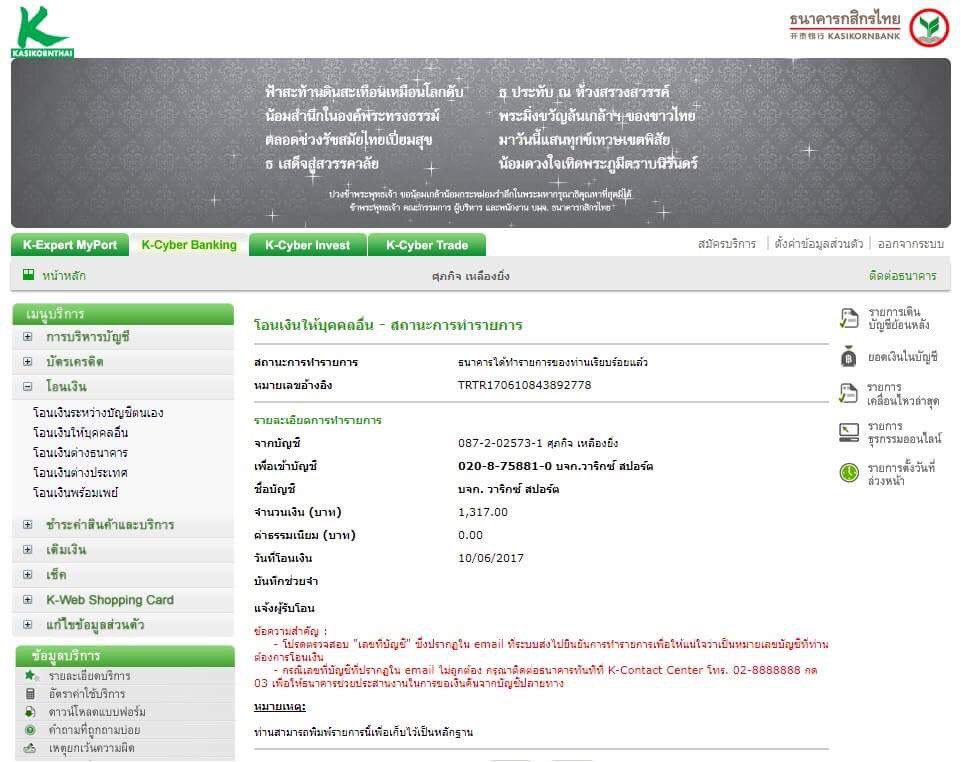 KASIKORNTHAI
ธนาคารกสิกรไทย
开泰银行 KASIKORNBANK
ฟ้าสะท้านดินสะเทือนเหมือนโลกดับ ธ ประทับ ณ ห้วงสรวงสวรรค์
น้อมสำนึกในองค์พระทรงธรรม์ พระมิ่งขวัญล้นเกล้าฯ ของชาวไทย
ตลอดช่วงรัชสมัยไทยเปี่ยมสุข มาวันนี้แสนทุกข์เทวษเขตพิสัย
ธ เสด็จสู่สวรรคาลัย น้อมดวงใจเทิดพระภูมีตราบนิรันดร์
ปวงข้าพระพุทธเจ้า ขอน้อมเกล้าน้อมกระหม่อมรำลึกในพระมหากรุณาธิคุณหาที่สุดมิได้
ข้าพระพุทธเจ้า คณะกรรมการ ผู้บริหาร และพนักงาน บมจ. ธนาคารกสิกรไทย
K-Expert MyPort K-Cyber Banking K-Cyber Invest K-Cyber Trade
สมัครบริการ | ตั้งค่าข้อมูลส่วนตัว | ออกจากระบบ
หน้าหลัก ศุภกิจ เหลืองยิ่ง ติดต่อธนาคาร
เมนูบริการ
การบริหารบัญชี
บัตรเครดิต
โอนเงิน
โอนเงินระหว่างบัญชีตนเอง
โอนเงินให้บุคคลอื่น
โอนเงินต่างธนาคาร
โอนเงินต่างประเทศ
โอนเงินพร้อมเพย์
ชำระค่าสินค้าและบริการ
เติมเงิน
เช็ค
K-Web Shopping Card
แก้ไขข้อมูลส่วนตัว
ข้อมูลบริการ
รายละเอียดบริการ
อัตราค่าใช้บริการ
ดาวน์โหลดแบบฟอร์ม
คำถามที่ถูกถามบ่อย
เหตุยกเว้นความผิด
โอนเงินให้บุคคลอื่น - สถานะการทำรายการ
สถานะการทำรายการ ธนาคารได้ทำรายการของท่านเรียบร้อยแล้ว
หมายเลขอ้างอิง TRTR170610843892778
รายละเอียดการทำรายการ
จากบัญชี 087-2-02573-1 ศุภกิจ เหลืองยิ่ง
เพื่อเข้าบัญชี 020-8-75881-0 บจก.วาริกซ์ สปอร์ต
ชื่อบัญชี บจก. วาริกซ์ สปอร์ต
จำนวนเงิน (บาท) 1,317.00
ค่าธรรมเนียม (บาท) 0.00
วันที่โอนเงิน 10/06/2017
บันทึกช่วยจำ
แจ้งผู้รับโอน
ข้อความสำคัญ :
- โปรดตรวจสอบ "เลขที่บัญชี" ซึ่งปรากฏใน email ที่ระบบส่งไปยืนยันการทำรายการเพื่อให้แน่ใจว่าเป็นหมายเลขบัญชีที่ท่าน
ต้องการโอนเงิน
- กรณีเลขที่บัญชีที่ปรากฏใน email ไม่ถูกต้อง กรุณาติดต่อธนาคารทันทีที่ K-Contact Center โทร. 02-8888888 กด
03 เพื่อให้ธนาคารช่วยประสานงานในการขอเงินคืนจากบัญชีปลายทาง
หมายเหตุ:
ท่านสามารถพิมพ์รายการนี้เพื่อเก็บไว้เป็นหลักฐาน
รายการเดิน
บัญชีย้อนหลัง
ยอดเงินในบัญชี
รายการ
เคลื่อนไหวล่าสุด
รายการ
ธุรกรรมออนไลน์
รายการตั้งวันที่
ล่วงหน้า